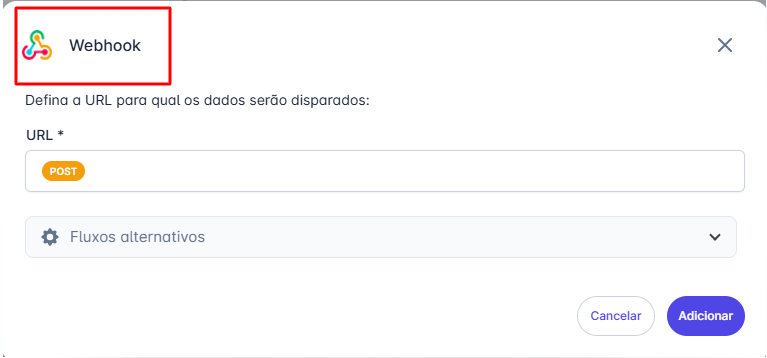 Webhook
Defina a URL para qual os dados serão disparados:
URL *
POST
Fluxos alternativos
Cancelar
Adicionar